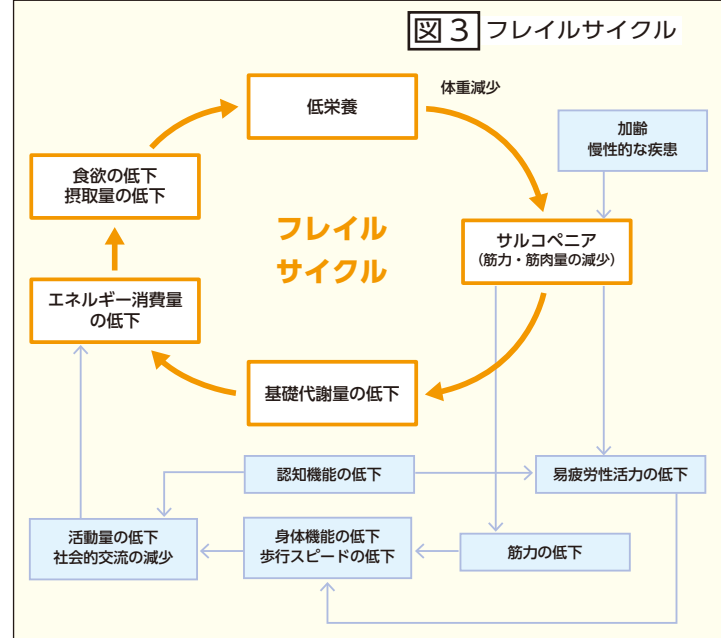 図3 フレイルサイクル
低栄養
体重減少
加齢
慢性的な疾患
食欲の低下
摂取量の低下
フレイル
サイクル
サルコペニア
(筋力・筋肉量の減少)
エネルギー消費量
の低下
基礎代謝量の低下
認知機能の低下
易疲労性活力の低下
活動量の低下
社会的交流の減少
身体機能の低下
歩行スピードの低下
筋力の低下